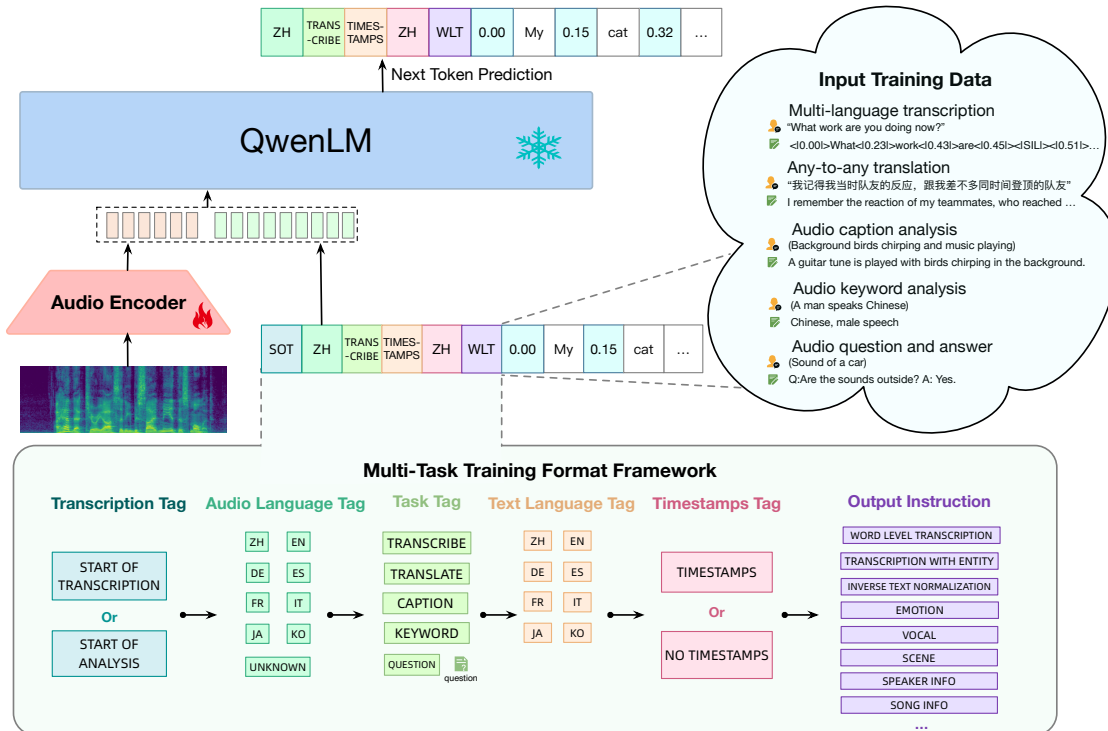 ZH TRANS-CRIBE TIMES-TAMPS ZH WLT 0.00 My 0.15 cat 0.32 ...
Next Token Prediction
QwenLM
Audio Encoder
SOT ZH TRANS-CRIBE TIMES-TAMPS ZH WLT 0.00 My 0.15 cat ...
Input Training Data
Multi-language transcription
“What work are you doing now?”
<|0.00|>What<|0.23|>work<|0.43|>are<|0.45|><|SIL|><|0.51|>...
Any-to-any translation
“我记得我当时队友的反应，跟我差不多同时间登顶的队友”
I remember the reaction of my teammates, who reached ...
Audio caption analysis
(Background birds chirping and music playing)
A guitar tune is played with birds chirping in the background.
Audio keyword analysis
(A man speaks Chinese)
Chinese, male speech
Audio question and answer
(Sound of a car)
Q:Are the sounds outside? A: Yes.
Multi-Task Training Format Framework
Transcription Tag
START OF
TRANSCRIPTION
Or
START OF
ANALYSIS
Audio Language Tag
ZH EN
DE ES
FR IT
JA KO
UNKNOWN
Task Tag
TRANSCRIBE
TRANSLATE
CAPTION
KEYWORD
QUESTION question
Text Language Tag
ZH EN
DE ES
FR IT
JA KO
Timestamps Tag
TIMESTAMPS
Or
NO TIMESTAMPS
Output Instruction
WORD LEVEL TRANSCRIPTION
TRANSCRIPTION WITH ENTITY
INVERSE TEXT NORMALIZATION
EMOTION
VOCAL
SCENE
SPEAKER INFO
SONG INFO
...